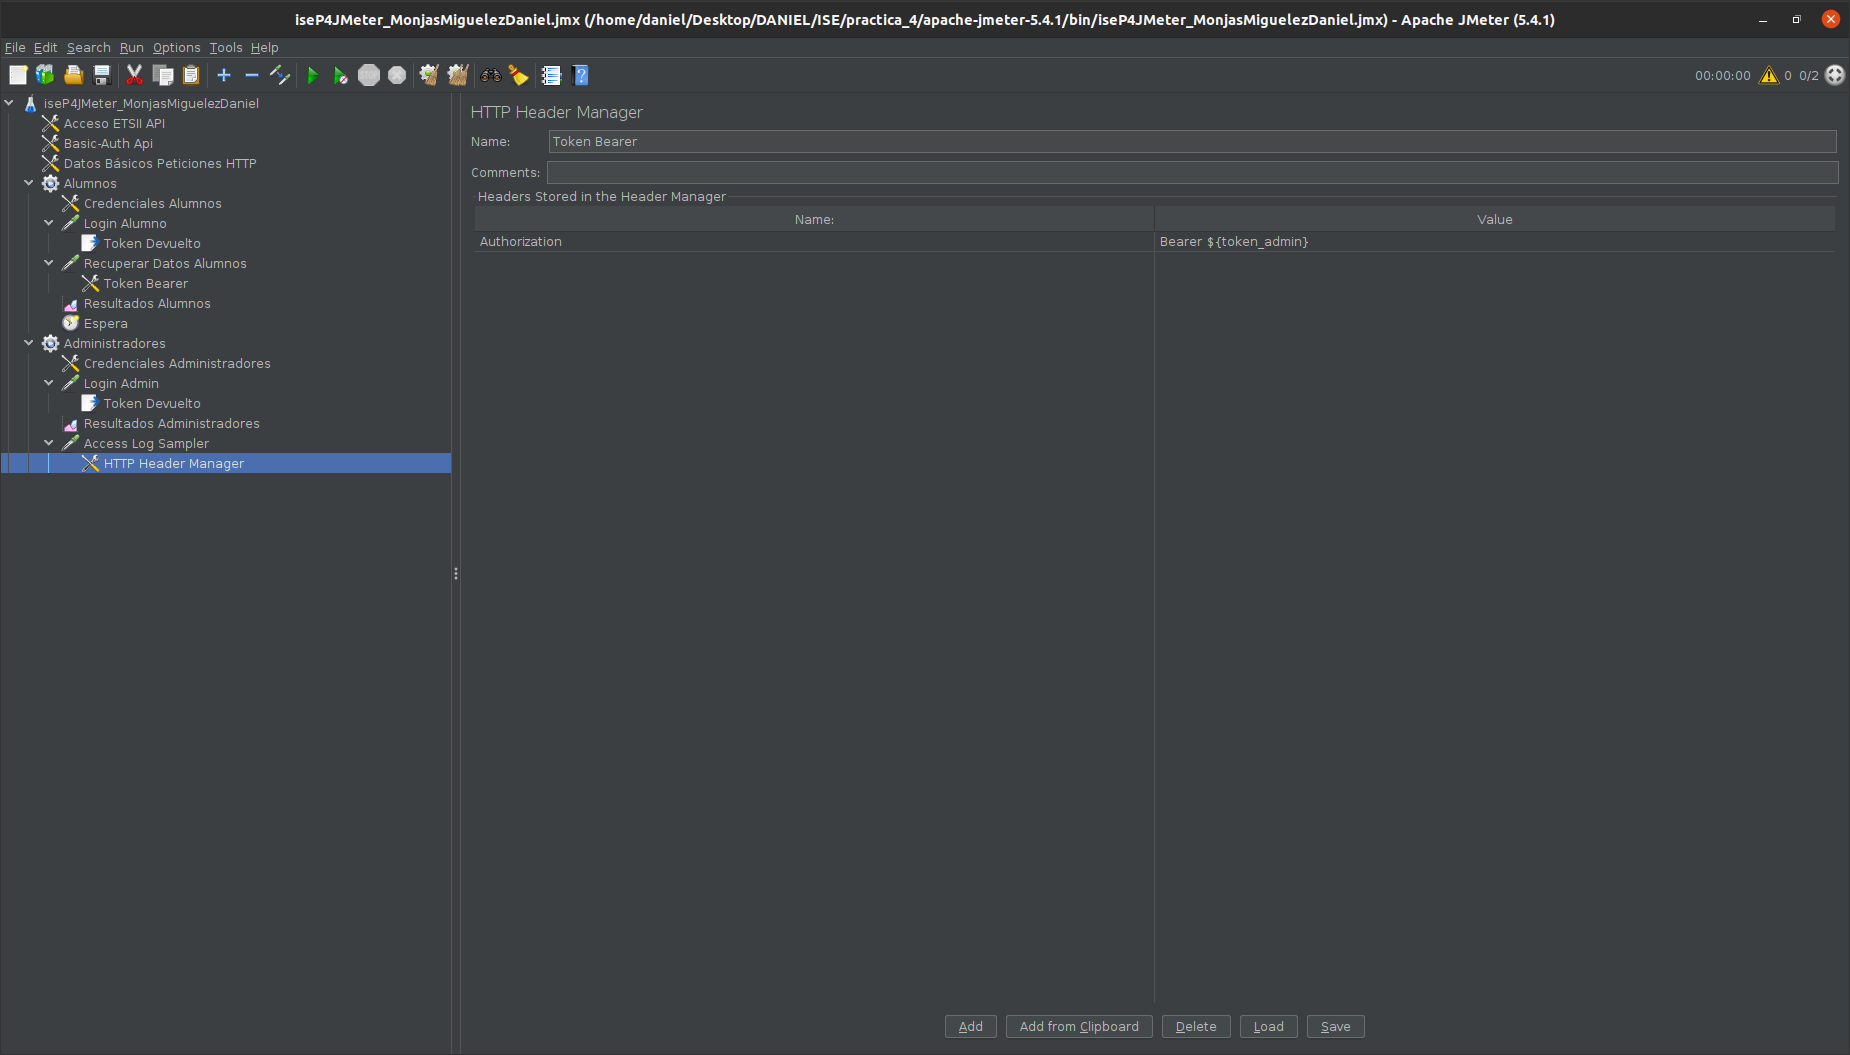 iseP4JMeter_MonjasMiguelezDaniel.jmx (/home/daniel/Desktop/DANIEL/ISE/practica_4/apache-jmeter-5.4.1/bin/iseP4JMeter_MonjasMiguelezDaniel.jmx) - Apache JMeter (5.4.1)
File Edit Search Run Options Tools Help
STOP 00:00:00 0 0/2
iseP4JMeter_MonjasMiguelezDaniel
Acceso ETSII API
Basic-Auth Api
Datos Básicos Peticiones HTTP
Alumnos
Credenciales Alumnos
Login Alumno
Token Devuelto
Recuperar Datos Alumnos
Token Bearer
Resultados Alumnos
Espera
Administradores
Credenciales Administradores
Login Admin
Token Devuelto
Resultados Administradores
Access Log Sampler
HTTP Header Manager
HTTP Header Manager
Name: Token Bearer
Comments:
Headers Stored in the Header Manager
Name: Value
Authorization Bearer ${token_admin}
Add Add from Clipboard Delete Load Save